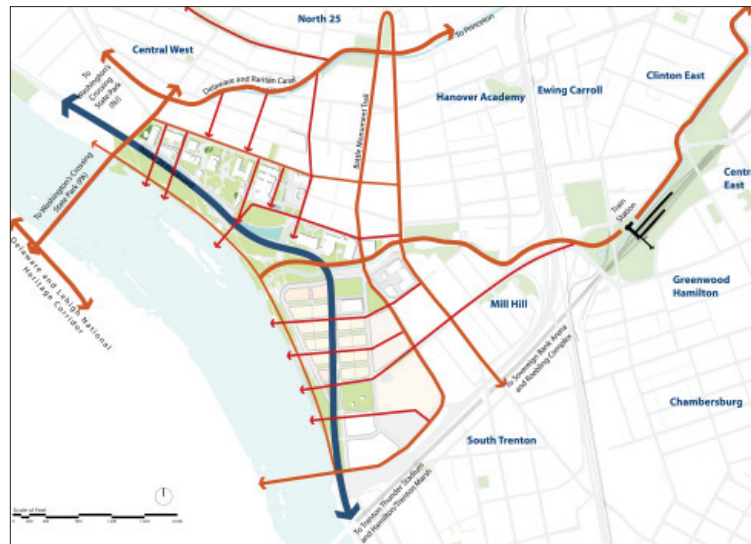 North 25
Central West
To Princeton
To
Washington's
Crossing
State Park
(NJ)
Delaware and Raritan Canal
Clinton East
Ewing Carroll
Hanover Academy
Battle Monument Trail
To Washington's Crossing
State Park (PA)
Train
Station
East
Delaware and Lehigh National
Heritage Corridor
Greenwood
Hamilton
Mill Hill
To Sovereign Bank Arena
and Roebling Complex
Chambersburg
South Trenton
To Trenton Thunder Stadium
and Hamilton/Trenton Marsh
Scale of Feet